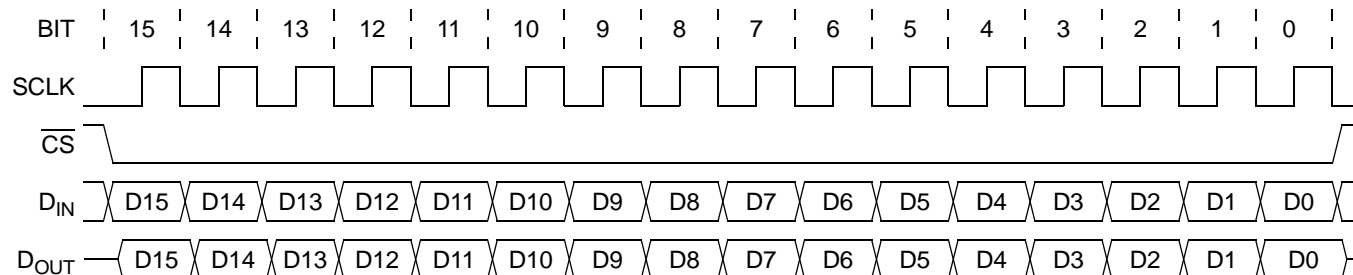 BIT 15 14 13 12 11 10 9 8 7 6 5 4 3 2 1 0
SCLK
CS
DIN D15 D14 D13 D12 D11 D10 D9 D8 D7 D6 D5 D4 D3 D2 D1 D0
DOUT D15 D14 D13 D12 D11 D10 D9 D8 D7 D6 D5 D4 D3 D2 D1 D0